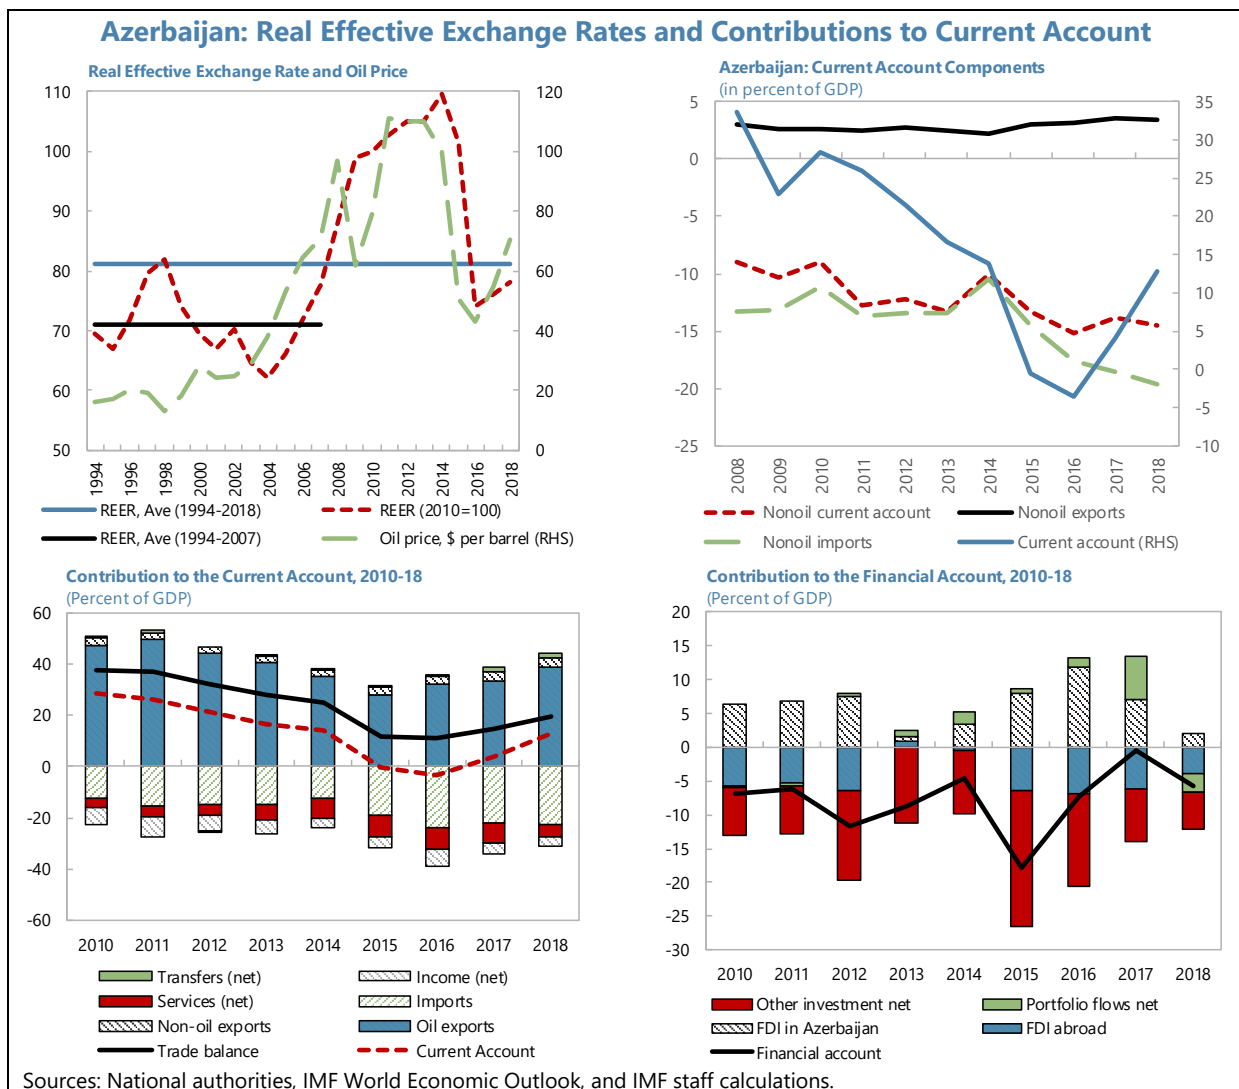 Azerbaijan: Real Effective Exchange Rates and Contributions to Current Account
Real Effective Exchange Rate and Oil Price
110
100
90
80
70
60
50
120
100
80
60
40
20
0
1994
1996
1998
2000
2002
2004
2006
2008
2010
2012
2014
2016
2018
REER, Ave (1994-2018)
REER (2010=100)
REER, Ave (1994-2007)
Oil price, $ per barrel (RHS)
Azerbaijan: Current Account Components
(in percent of GDP)
5
0
-5
-10
-15
-20
-25
35
30
25
20
15
10
5
0
-5
-10
2008
2009
2010
2011
2012
2013
2014
2015
2016
2017
2018
Nonoil current account
Nonoil exports
Nonoil imports
Current account (RHS)
Contribution to the Current Account, 2010-18
(Percent of GDP)
60
40
20
0
-20
-40
-60
2010 2011 2012 2013 2014 2015 2016 2017 2018
Transfers (net)
Income (net)
Services (net)
Imports
Non-oil exports
Oil exports
Trade balance
Current Account
Contribution to the Financial Account, 2010-18
(Percent of GDP)
20
15
10
5
0
-5
-10
-15
-20
-25
-30
2010 2011 2012 2013 2014 2015 2016 2017 2018
Other investment net
Portfolio flows net
FDI in Azerbaijan
FDI abroad
Financial account
Sources: National authorities, IMF World Economic Outlook, and IMF staff calculations.